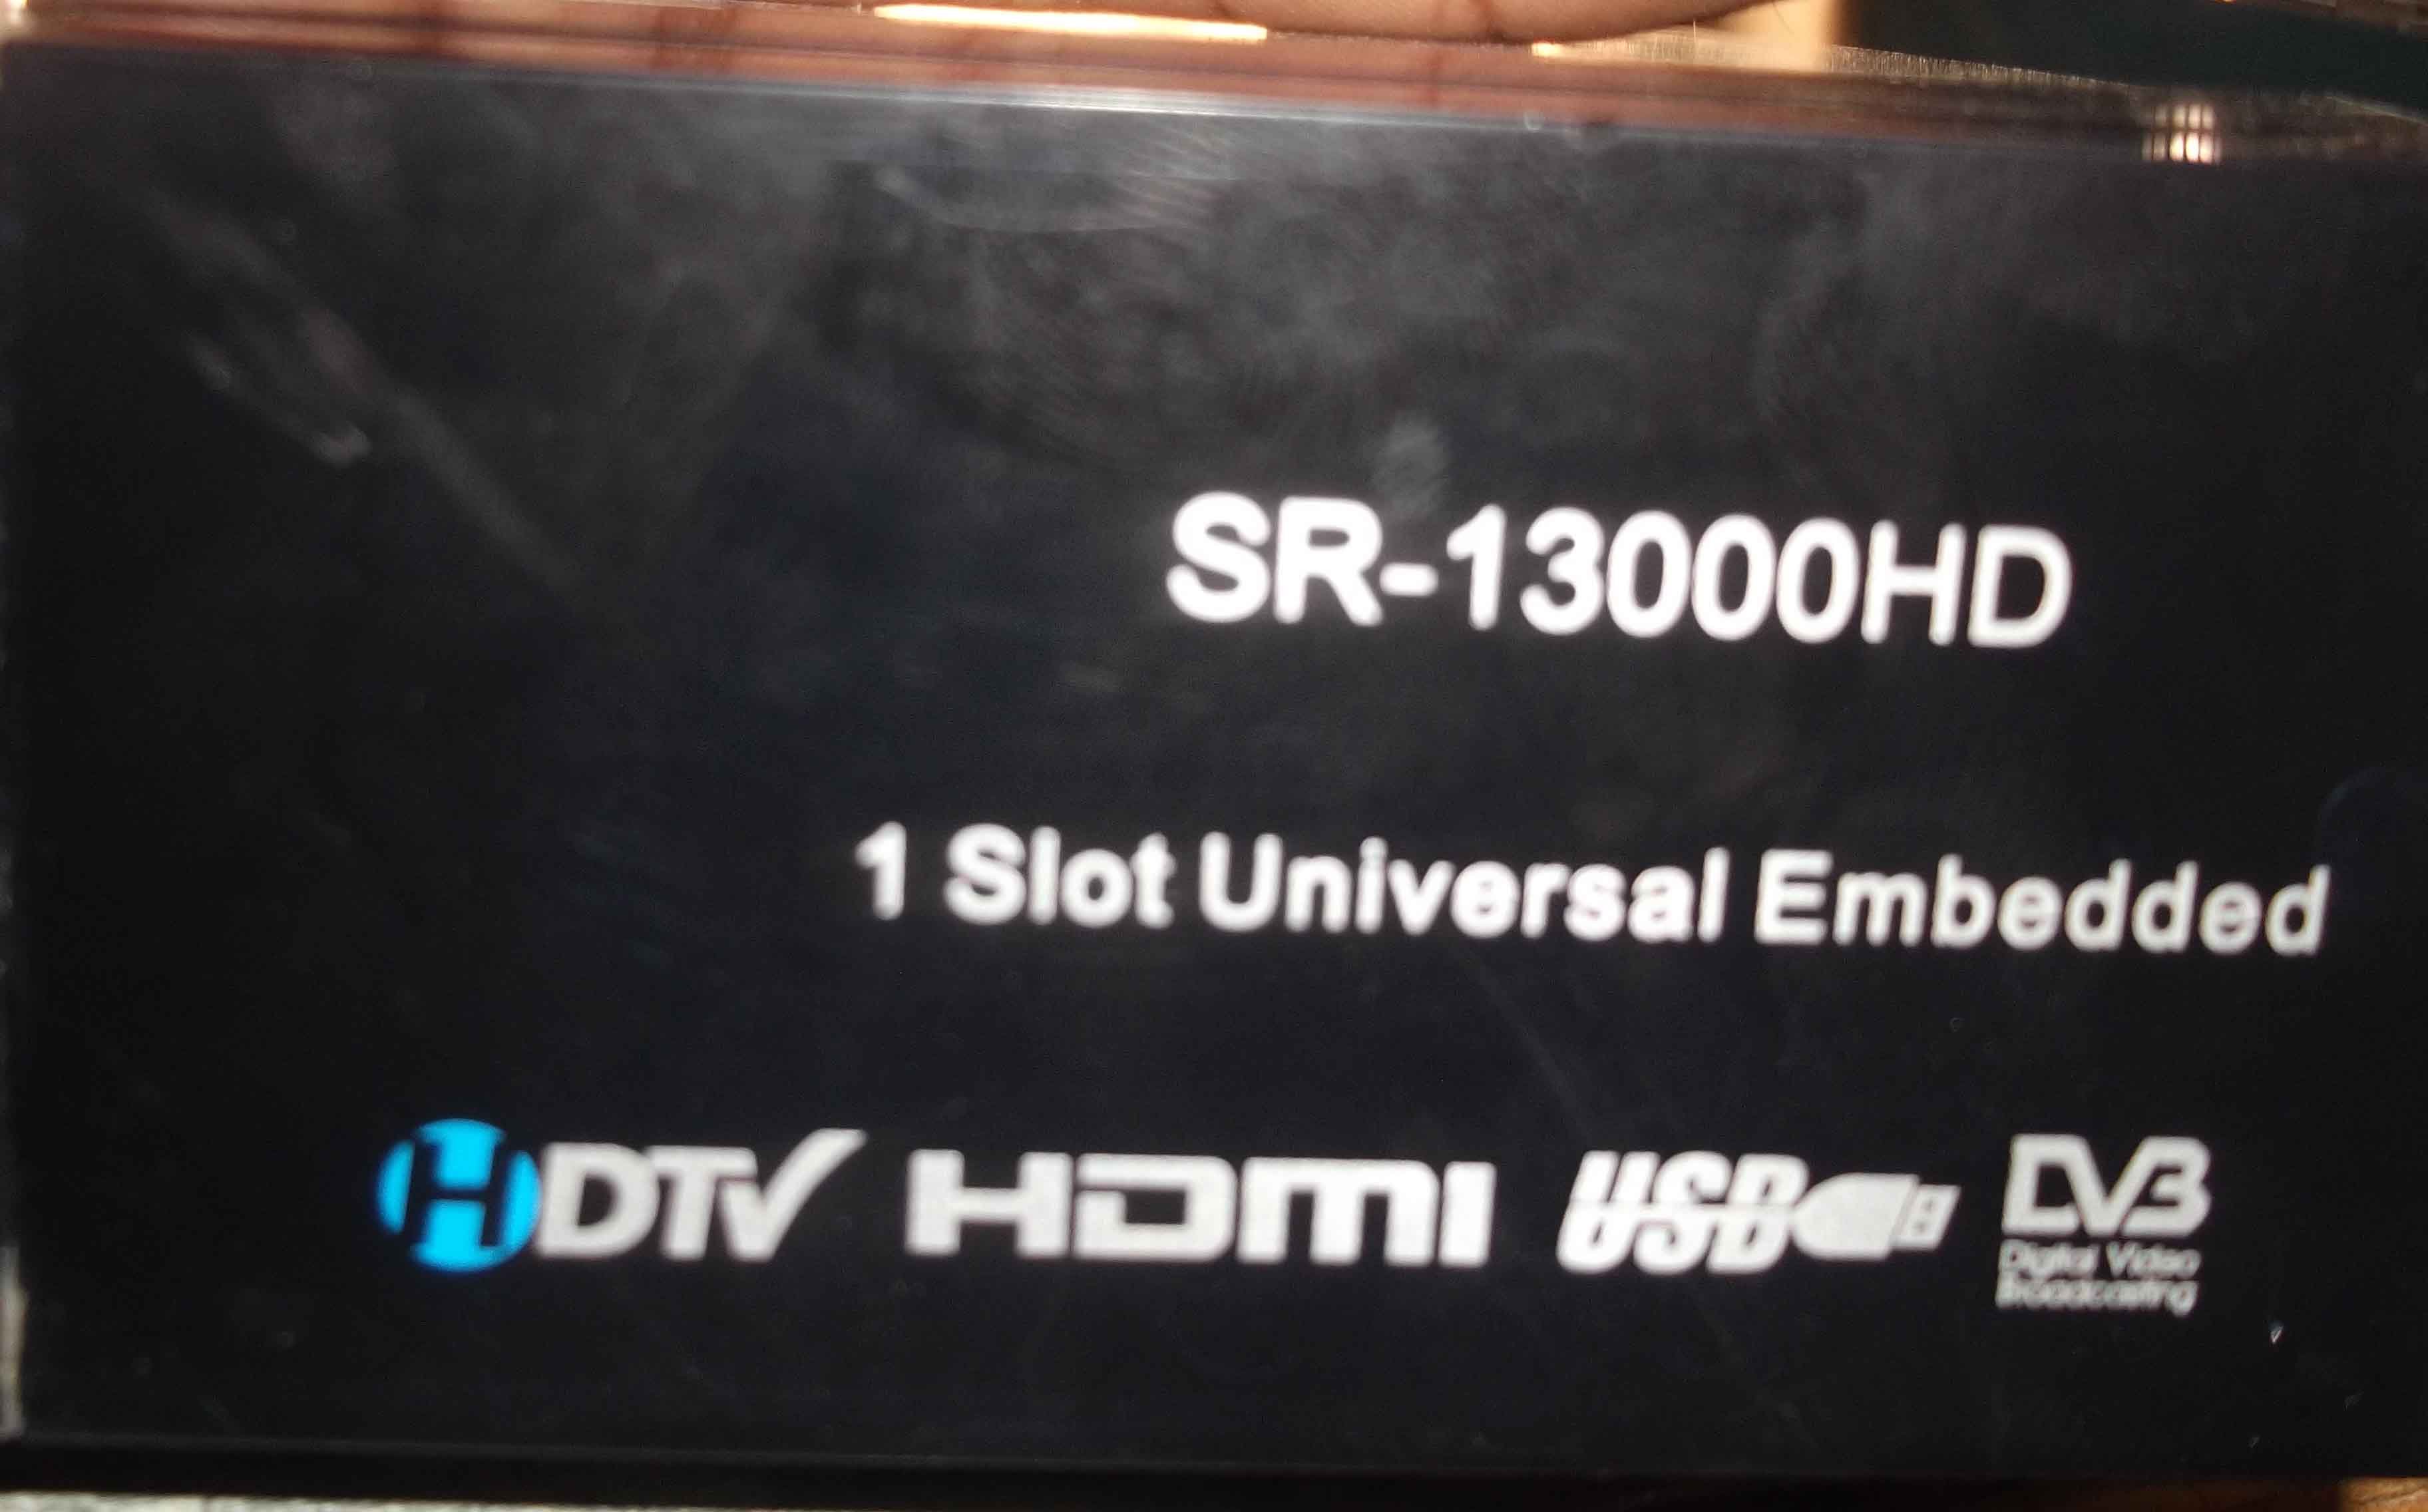 SR-13000HD
1 Slot Universal Embedded
HDTV HDMI USB DVB
Digital Video
Broadcasting